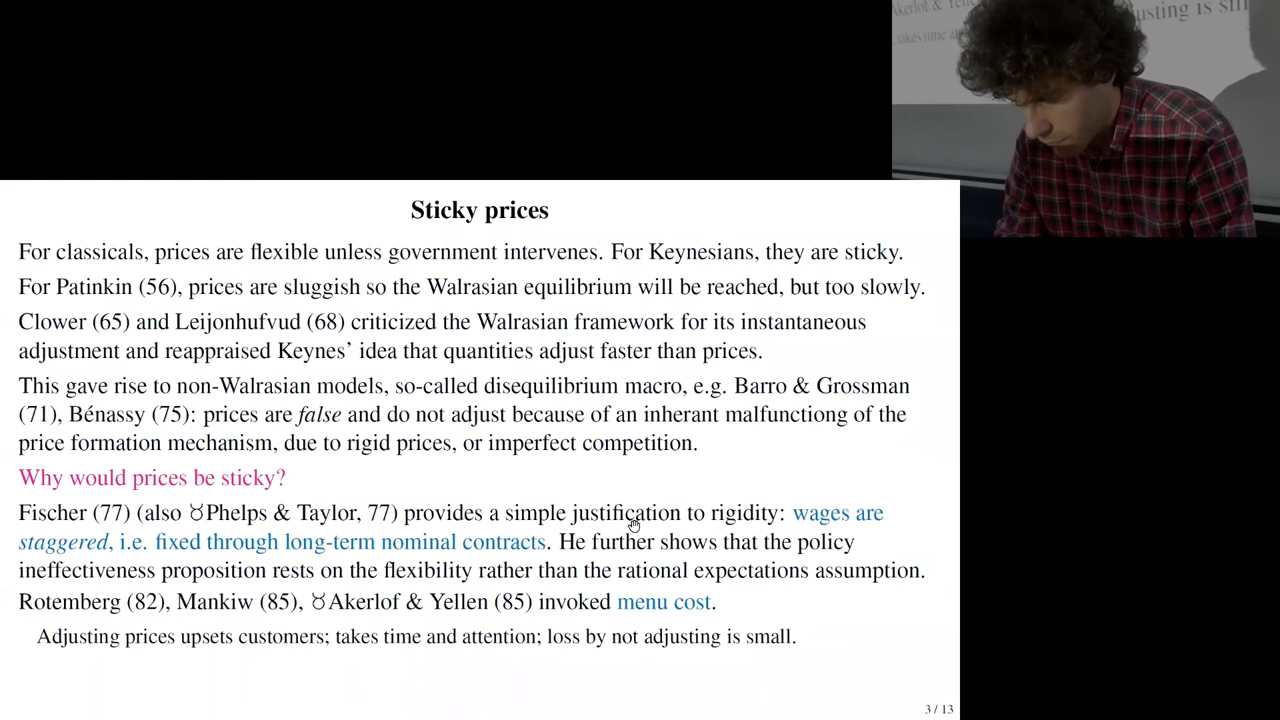 Akerlof & Yellen
adjusting is small
takes time and
Sticky prices
For classicals, prices are flexible unless government intervenes. For Keynesians, they are sticky.
For Patinkin (56), prices are sluggish so the Walrasian equilibrium will be reached, but too slowly.
Clower (65) and Leijonhufvud (68) criticized the Walrasian framework for its instantaneous
adjustment and reappraised Keynes’ idea that quantities adjust faster than prices.
This gave rise to non-Walrasian models, so-called disequilibrium macro, e.g. Barro & Grossman
(71), Bénassy (75): prices are false and do not adjust because of an inherant malfunctiong of the
price formation mechanism, due to rigid prices, or imperfect competition.
Why would prices be sticky?
Fischer (77) (also ♉Phelps & Taylor, 77) provides a simple justification to rigidity: wages are
staggered, i.e. fixed through long-term nominal contracts. He further shows that the policy
ineffectiveness proposition rests on the flexibility rather than the rational expectations assumption.
Rotemberg (82), Mankiw (85), ♉Akerlof & Yellen (85) invoked menu cost.
Adjusting prices upsets customers; takes time and attention; loss by not adjusting is small.
3 / 13